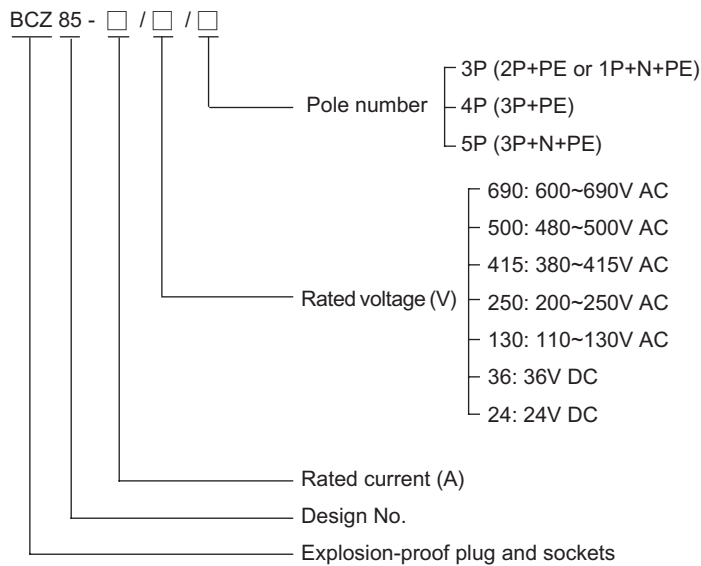 BCZ 85 - □ / □ / □
Pole number
3P (2P+PE or 1P+N+PE)
4P (3P+PE)
5P (3P+N+PE)
Rated voltage (V)
690: 600~690V AC
500: 480~500V AC
415: 380~415V AC
250: 200~250V AC
130: 110~130V AC
36: 36V DC
24: 24V DC
Rated current (A)
Design No.
Explosion-proof plug and sockets